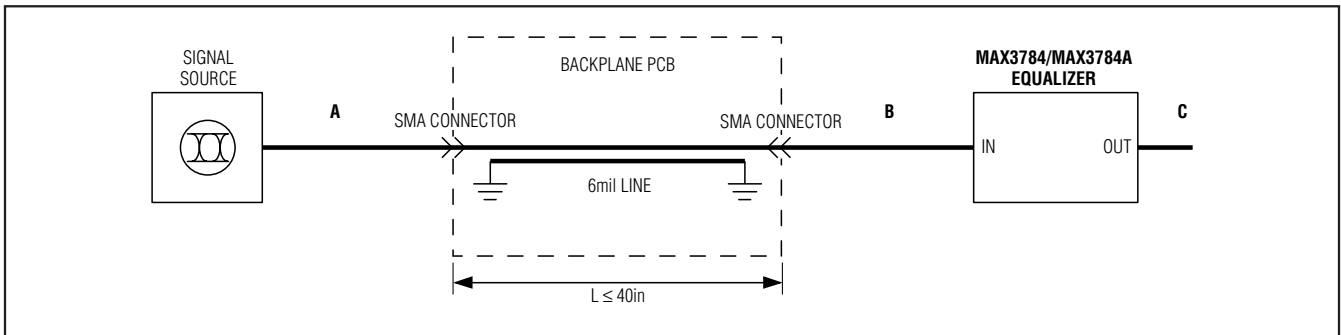 SIGNAL
SOURCE
A
SMA CONNECTOR
BACKPLANE PCB
SMA CONNECTOR
6mil LINE
L ≤ 40in
B
MAX3784/MAX3784A
EQUALIZER
IN
OUT
C